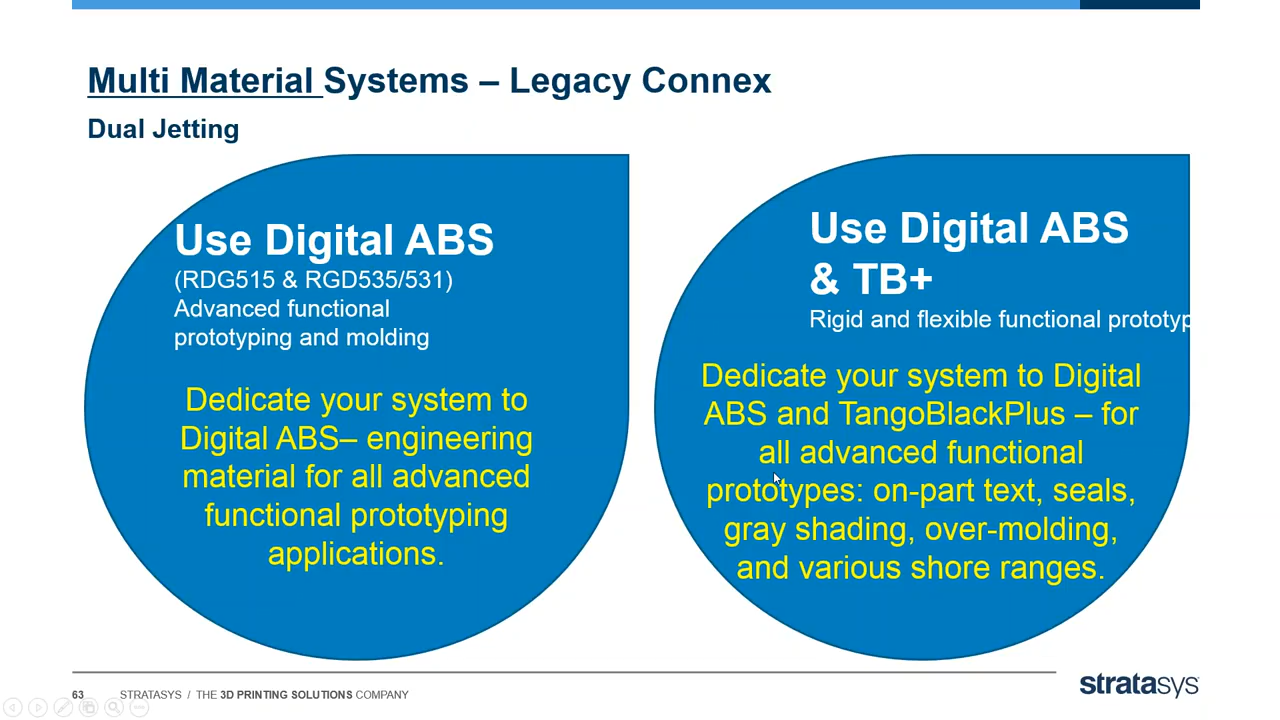 Multi Material Systems – Legacy Connex
Dual Jetting
Use Digital ABS
(RDG515 & RGD535/531)
Advanced functional
prototyping and molding
Dedicate your system to
Digital ABS– engineering
material for all advanced
functional prototyping
applications.
Use Digital ABS
& TB+
Rigid and flexible functional prototyp
Dedicate your system to Digital
ABS and TangoBlackPlus – for
all advanced functional
prototypes: on-part text, seals,
gray shading, over-molding,
and various shore ranges.
63 STRATASYS / THE 3D PRINTING SOLUTIONS COMPANY
stratasys